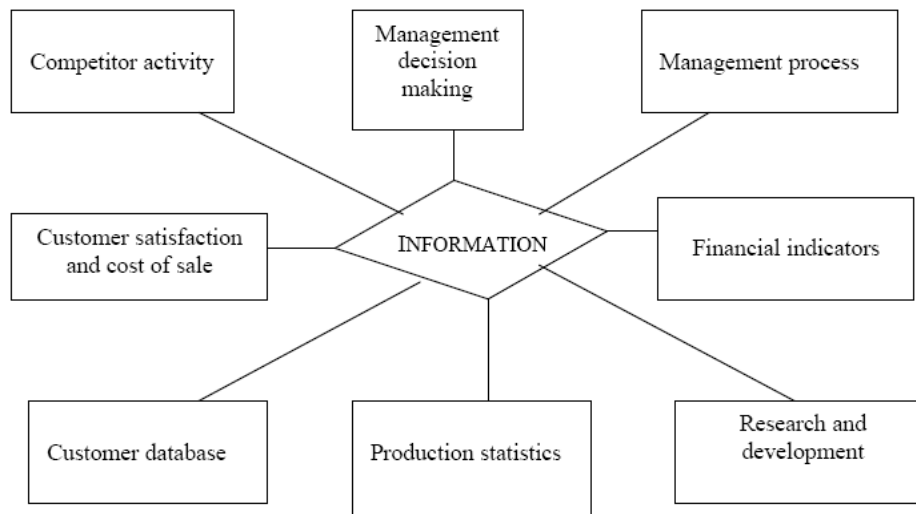 Competitor activity
Management
decision
making
Management process
Customer satisfaction
and cost of sale
INFORMATION
Financial indicators
Customer database
Production statistics
Research and
development